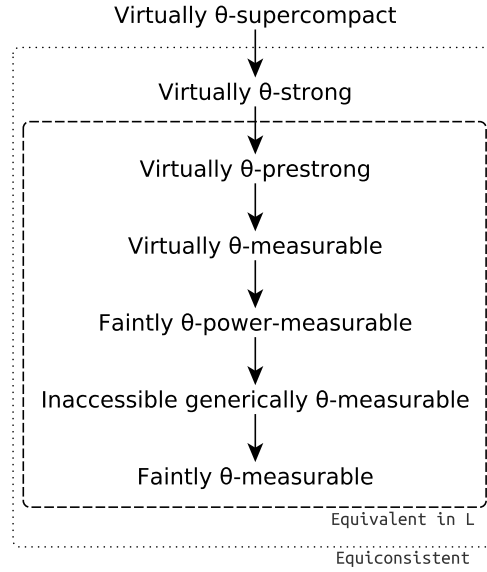 Virtually θ-supercompact
Virtually θ-strong
Virtually θ-prestrong
Virtually θ-measurable
Faintly θ-power-measurable
Inaccessible generically θ-measurable
Faintly θ-measurable
Equivalent in L
Equiconsistent